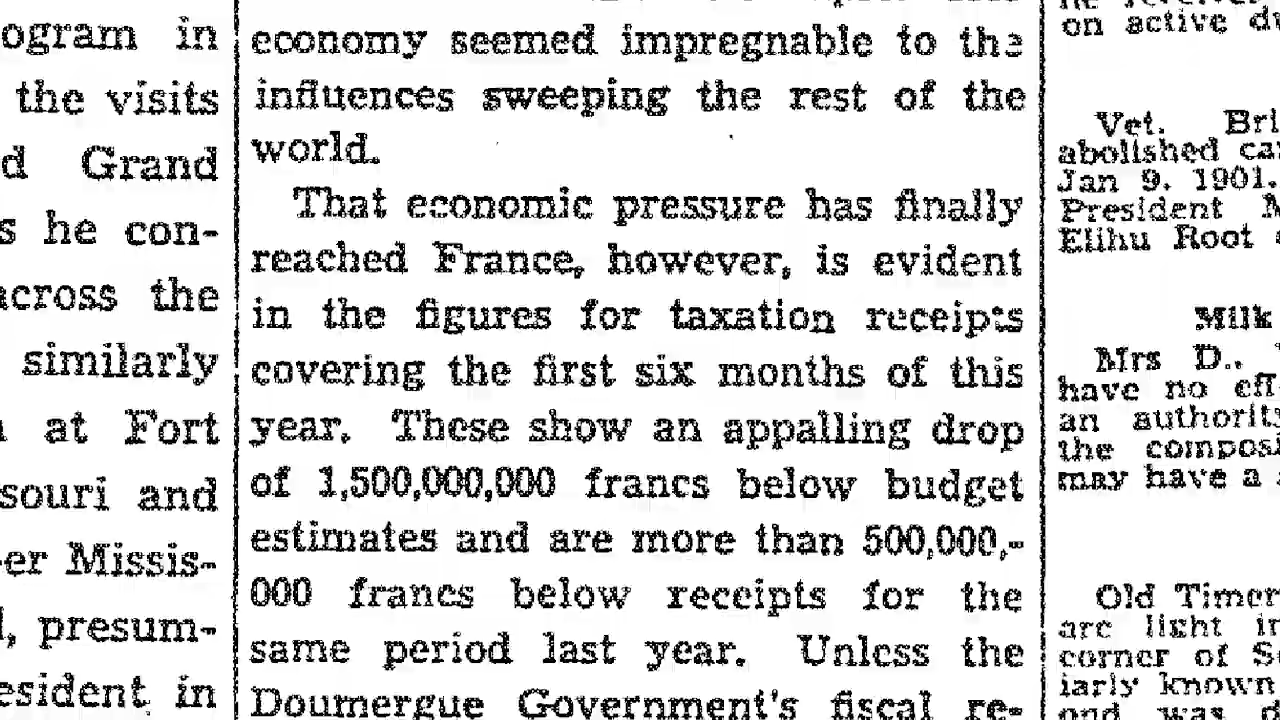 ogram in
the visits
d Grand
s he con-
across the
similarly
at Fort
souri and
er Missis-
presum-
esident in
economy seemed impregnable to the
influences sweeping the rest of the
world.
That economic pressure has finally
reached France, however, is evident
in the figures for taxation receipts
covering the first six months of this
year. These show an appalling drop
of 1,500,000,000 francs below budget
estimates and are more than 500,000,-
000 francs below receipts for the
same period last year. Unless the
Doumergue Government's fiscal re-
on active
Vet. Bri
abolished
Jan 9. 1901.
President M
Elihu Root
Milk
Mrs D.,
have no eff
an authority
the compos
may have a
Old Timer
arc light in
corner of S
iarly known
ond was d